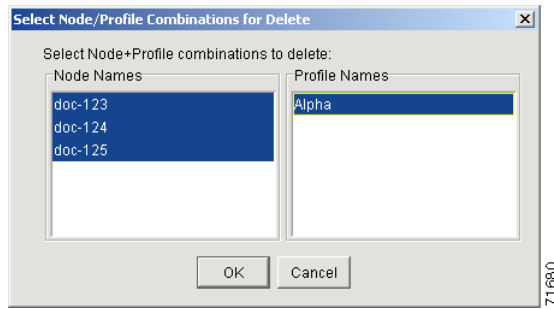 Select Node/Profile Combinations for Delete
Select Node+Profile combinations to delete:
Node Names
doc-123
doc-124
doc-125
Profile Names
Alpha
OK
Cancel
71680